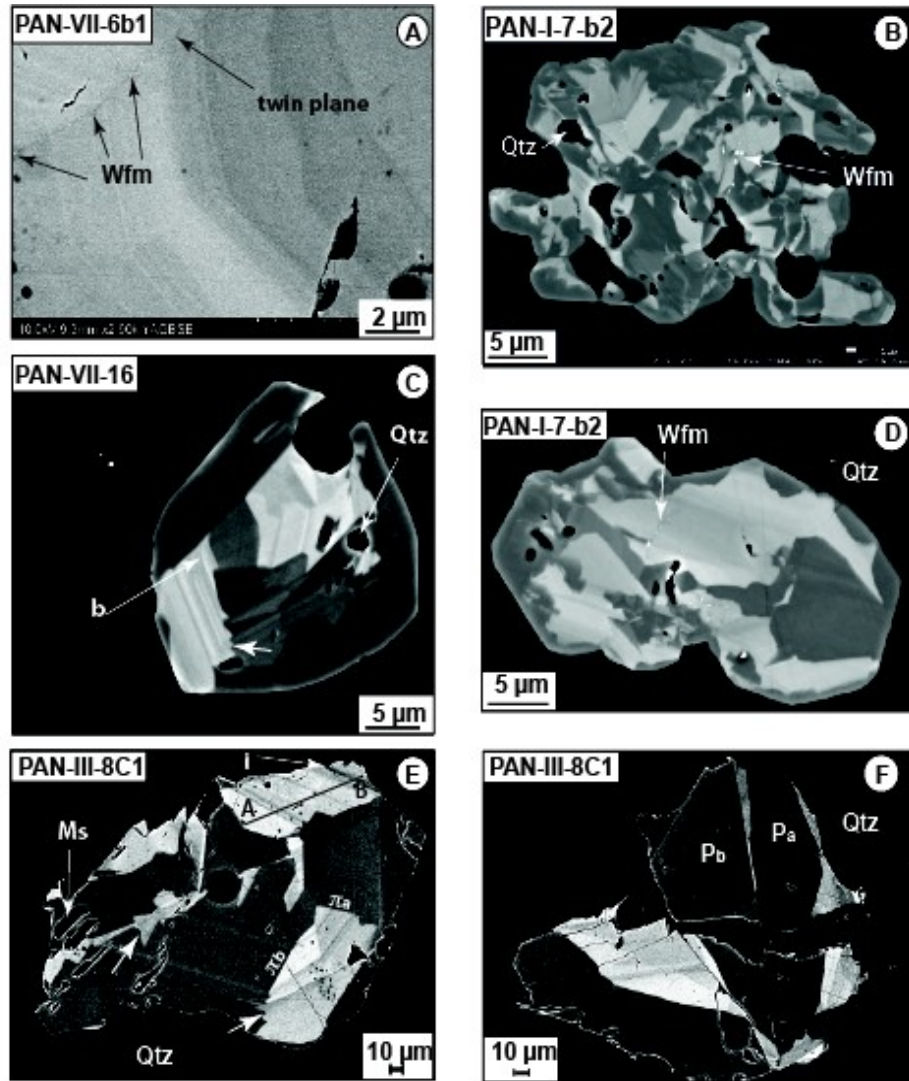 PAN-VII-6b1
A
twin plane
Wfm
2 µm
PAN-I-7-b2
B
Qtz
Wfm
5 µm
PAN-VII-16
C
Qtz
b
5 µm
PAN-I-7-b2
D
Wfm
Qtz
5 µm
PAN-III-8C1
E
A
B
Ms
πa
πb
Qtz
10 µm
PAN-III-8C1
F
Pb
Pa
Qtz
10 µm